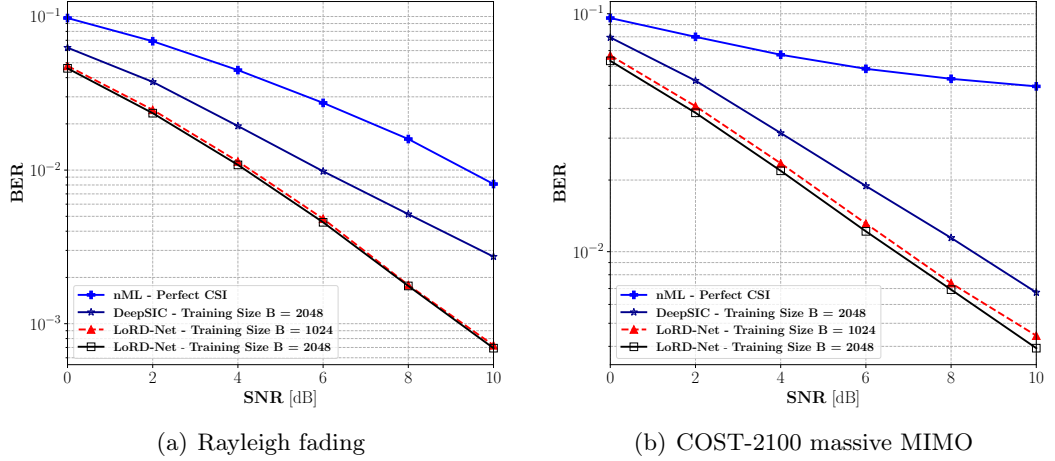 10⁻¹
10⁻²
10⁻³
BER
0 2 4 6 8 10
SNR [dB]
nML - Perfect CSI
DeepSIC - Training Size B = 2048
LoRD-Net - Training Size B = 1024
LoRD-Net - Training Size B = 2048
(a) Rayleigh fading
10⁻¹
10⁻²
BER
0 2 4 6 8 10
SNR [dB]
nML - Perfect CSI
DeepSIC - Training Size B = 2048
LoRD-Net - Training Size B = 1024
LoRD-Net - Training Size B = 2048
(b) COST-2100 massive MIMO